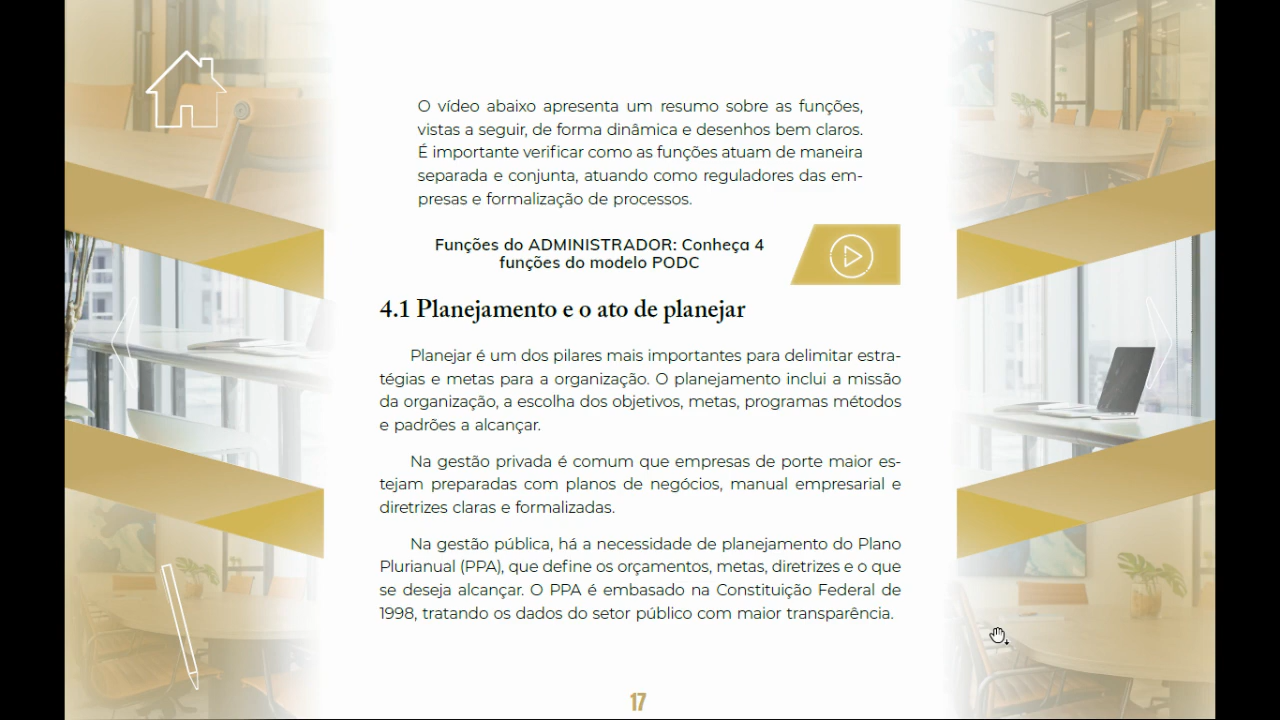 O vídeo abaixo apresenta um resumo sobre as funções,
vistas a seguir, de forma dinâmica e desenhos bem claros.
É importante verificar como as funções atuam de maneira
separada e conjunta, atuando como reguladores das em-
presas e formalização de processos.
Funções do ADMINISTRADOR: Conheça 4
funções do modelo PODC
4.1 Planejamento e o ato de planejar
Planejar é um dos pilares mais importantes para delimitar estra-
tégias e metas para a organização. O planejamento inclui a missão
da organização, a escolha dos objetivos, metas, programas métodos
e padrões a alcançar.
Na gestão privada é comum que empresas de porte maior es-
tejam preparadas com planos de negócios, manual empresarial e
diretrizes claras e formalizadas.
Na gestão pública, há a necessidade de planejamento do Plano
Plurianual (PPA), que define os orçamentos, metas, diretrizes e o que
se deseja alcançar. O PPA é embasado na Constituição Federal de
1998, tratando os dados do setor público com maior transparência.
17